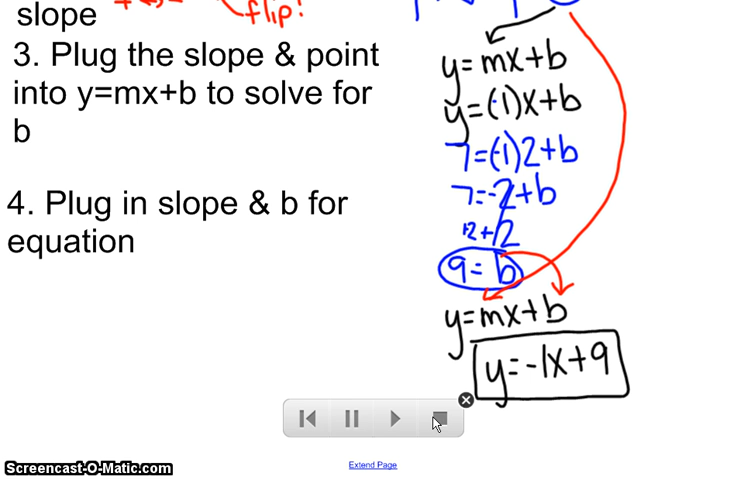 slope
flip!
3. Plug the slope & point
into y=mx+b to solve for
b
y=mx+b
y=(-1)x+b
7=(-1)2+b
7=-2+b
+2 +2
9=b
4. Plug in slope & b for
equation
y=mx+b
y=-1x+9
Extend Page
Screencast-O-Matic.com